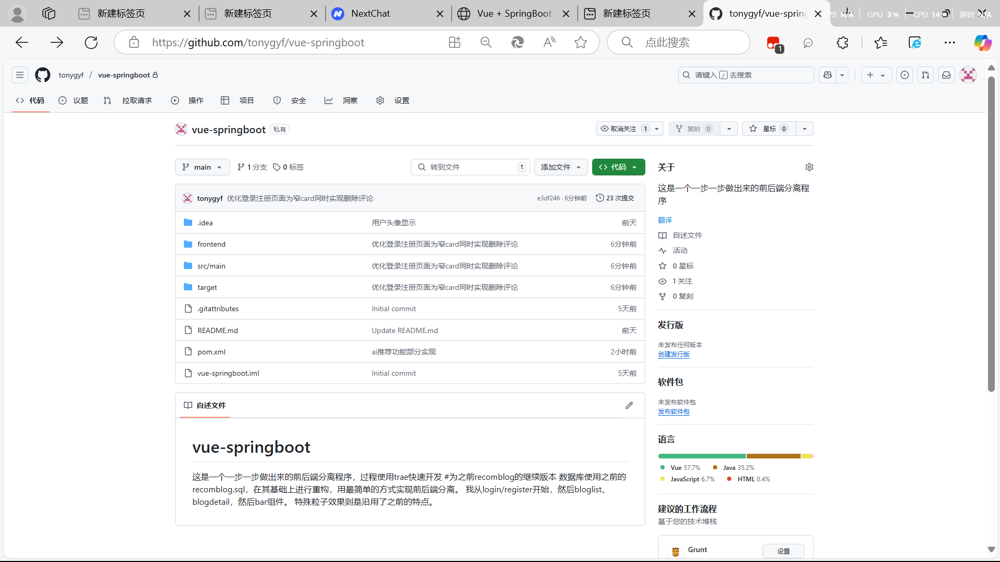 新建标签页
新建标签页
NextChat
Vue + SpringBoot
新建标签页
tonygyf/vue-spring
N/A
GPU 3%
CPU 14
延时 N/A
https://github.com/tonygyf/vue-springboot
点此搜索
1
tonygyf / vue-springboot
请键入 / 去搜索
代码 议题 拉取请求 操作 项目 安全 洞察 设置
vue-springboot 私有
取消关注 1
复刻 0
星标 0
main
1 分支 0 标签
转到文件 t
添加文件
代码
tonygyf 优化登录注册页面为窄card同时实现删除评论 e3df246 · 6分钟前 23 次提交
.idea 用户头像显示 前天
frontend 优化登录注册页面为窄card同时实现删除评论 6分钟前
src/main 优化登录注册页面为窄card同时实现删除评论 6分钟前
target 优化登录注册页面为窄card同时实现删除评论 6分钟前
.gitattributes Initial commit 5天前
README.md Update README.md 前天
pom.xml ai推荐功能部分实现 2小时前
vue-springboot.iml Initial commit 5天前
自述文件
vue-springboot
这是一个一步一步做出来的前后端分离程序，过程使用trae快速开发 #为之前recomblog的继续版本 数据库使用之前的
recomblog.sql，在其基础上进行重构，用最简单的方式实现前后端分离。 我从login/register开始，然后bloglist、
blogdetail，然后bar组件。 特殊粒子效果则是沿用了之前的特点。
关于
这是一个一步一步做出来的前后端分离程
序
翻译
自述文件
活动
0 星标
1 关注
0 复刻
发行版
未发布任何版本
创建发行版
软件包
未发布软件包
发布软件包
语言
Vue 57.7% Java 35.2%
JavaScript 6.7% HTML 0.4%
建议的工作流程
基于您的技术堆栈
Grunt
设置